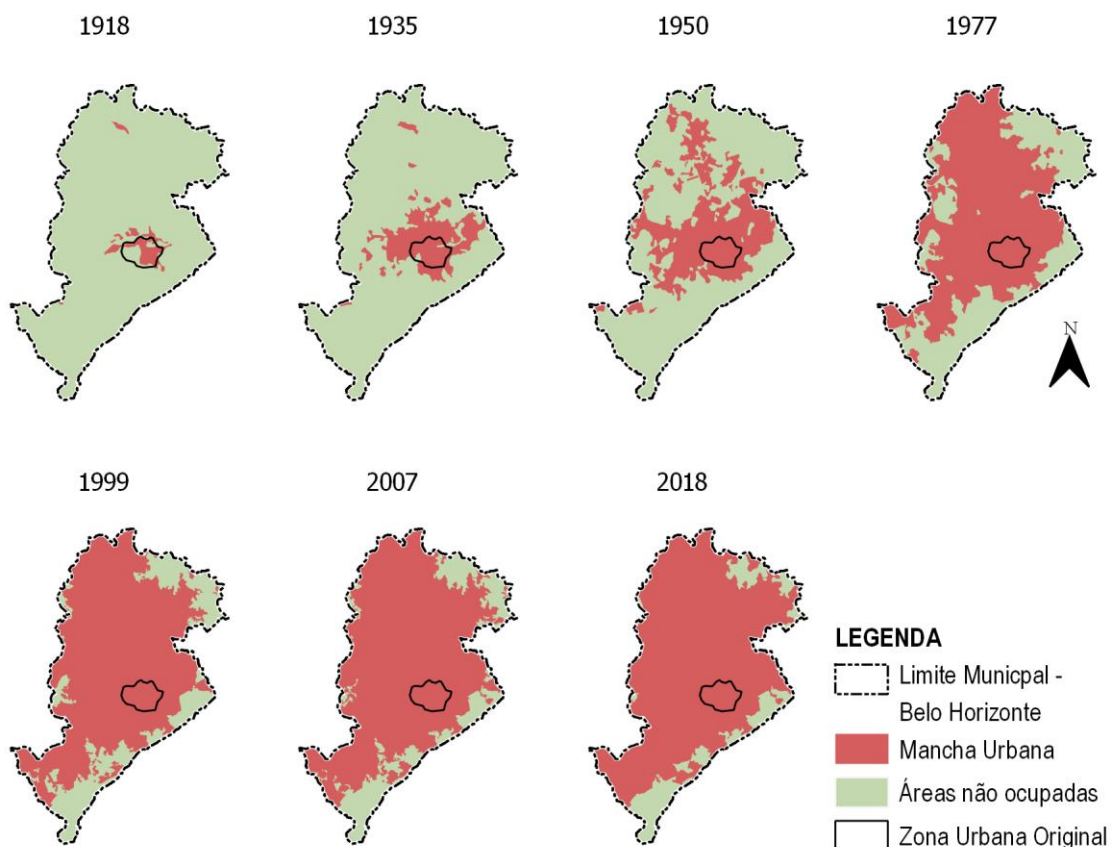 1918
1935
1950
1977
N
1999
2007
2018
LEGENDA
Limite Municpal -
Belo Horizonte
Mancha Urbana
Áreas não ocupadas
Zona Urbana Original